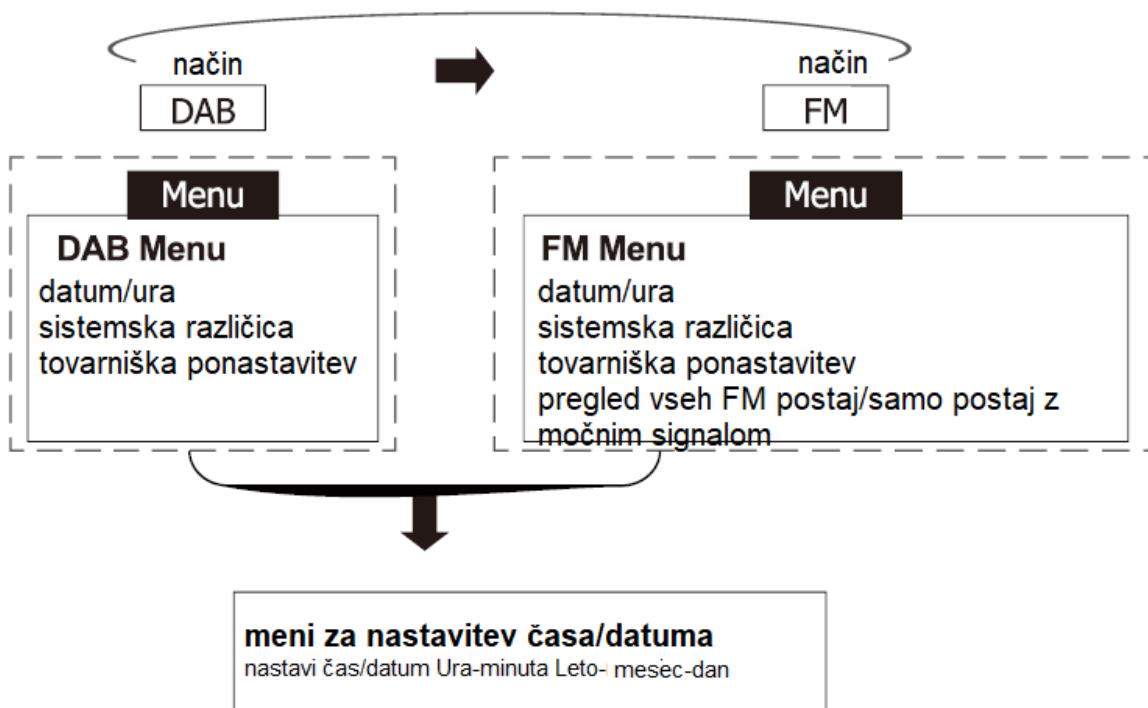 način
DAB
Menu
DAB Menu
datum/ura
sistemska različica
tovarniška ponastavitev
način
FM
Menu
FM Menu
datum/ura
sistemska različica
tovarniška ponastavitev
pregled vseh FM postaj/samo postaj z
močnim signalom
meni za nastavitev časa/datuma
nastavi čas/datum Ura-minuta Leto- mesec-dan